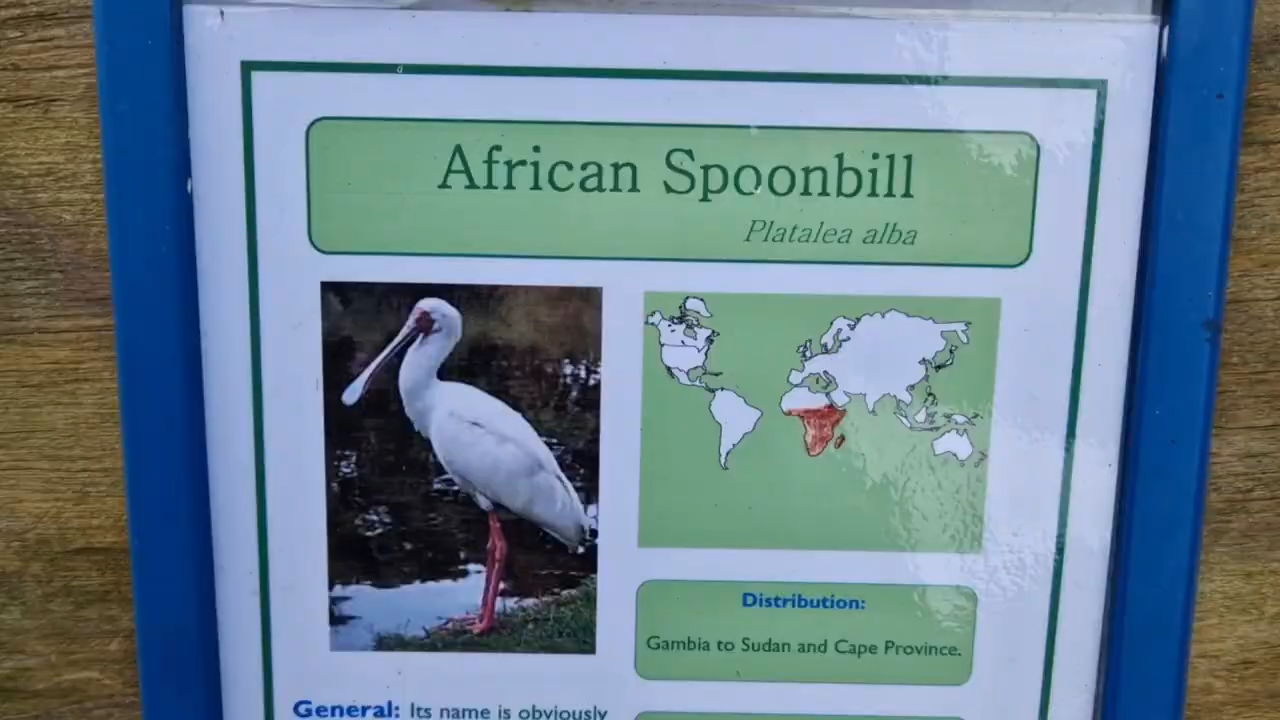 African Spoonbill
Platalea alba
Distribution:
Gambia to Sudan and Cape Province.
General: Its name is obviously